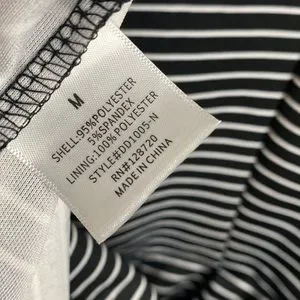 M
SHELL:95%POLYESTER
5%SPANDEX
LINING:100%POLYESTER
STYLE#DD1005-N
RN#128720
MADE IN CHINA